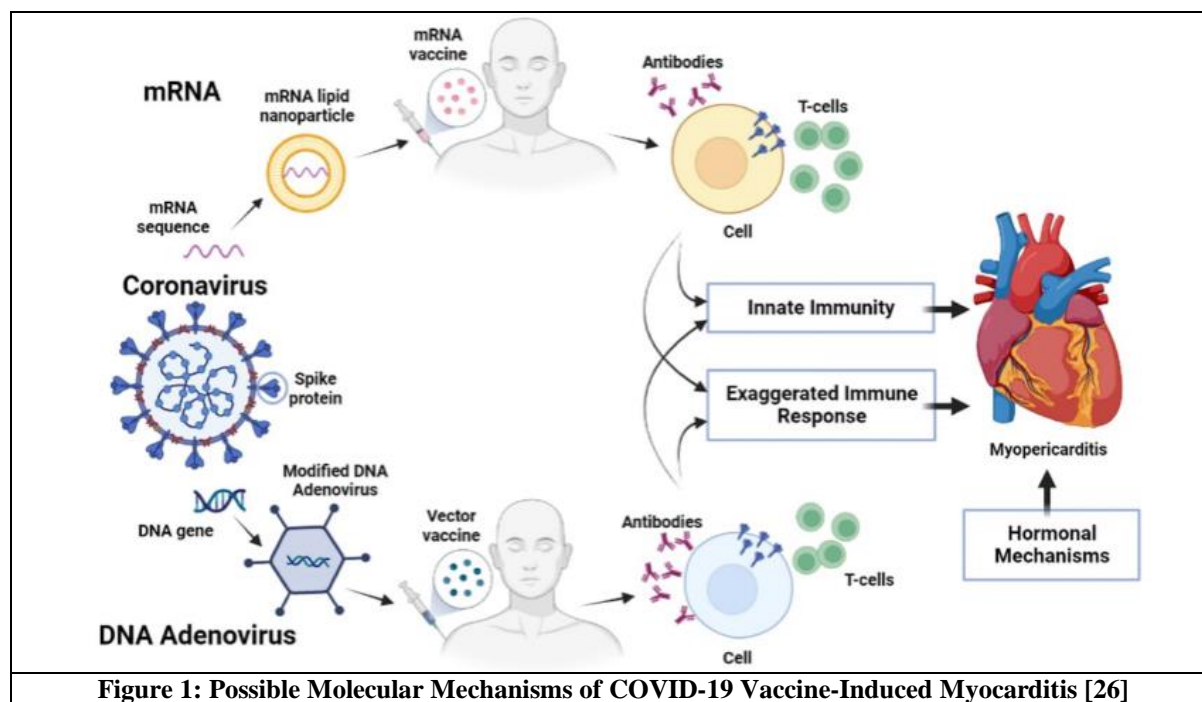 mRNA
mRNA lipid
nanoparticle
mRNA
vaccine
Antibodies
T-cells
mRNA
sequence
Cell
Coronavirus
Spike
protein
Innate Immunity
Exaggerated Immune
Response
Myopericarditis
Hormonal
Mechanisms
DNA gene
Modified DNA
Adenovirus
Vector
vaccine
Antibodies
T-cells
Cell
DNA Adenovirus
Figure 1: Possible Molecular Mechanisms of COVID-19 Vaccine-Induced Myocarditis [26]